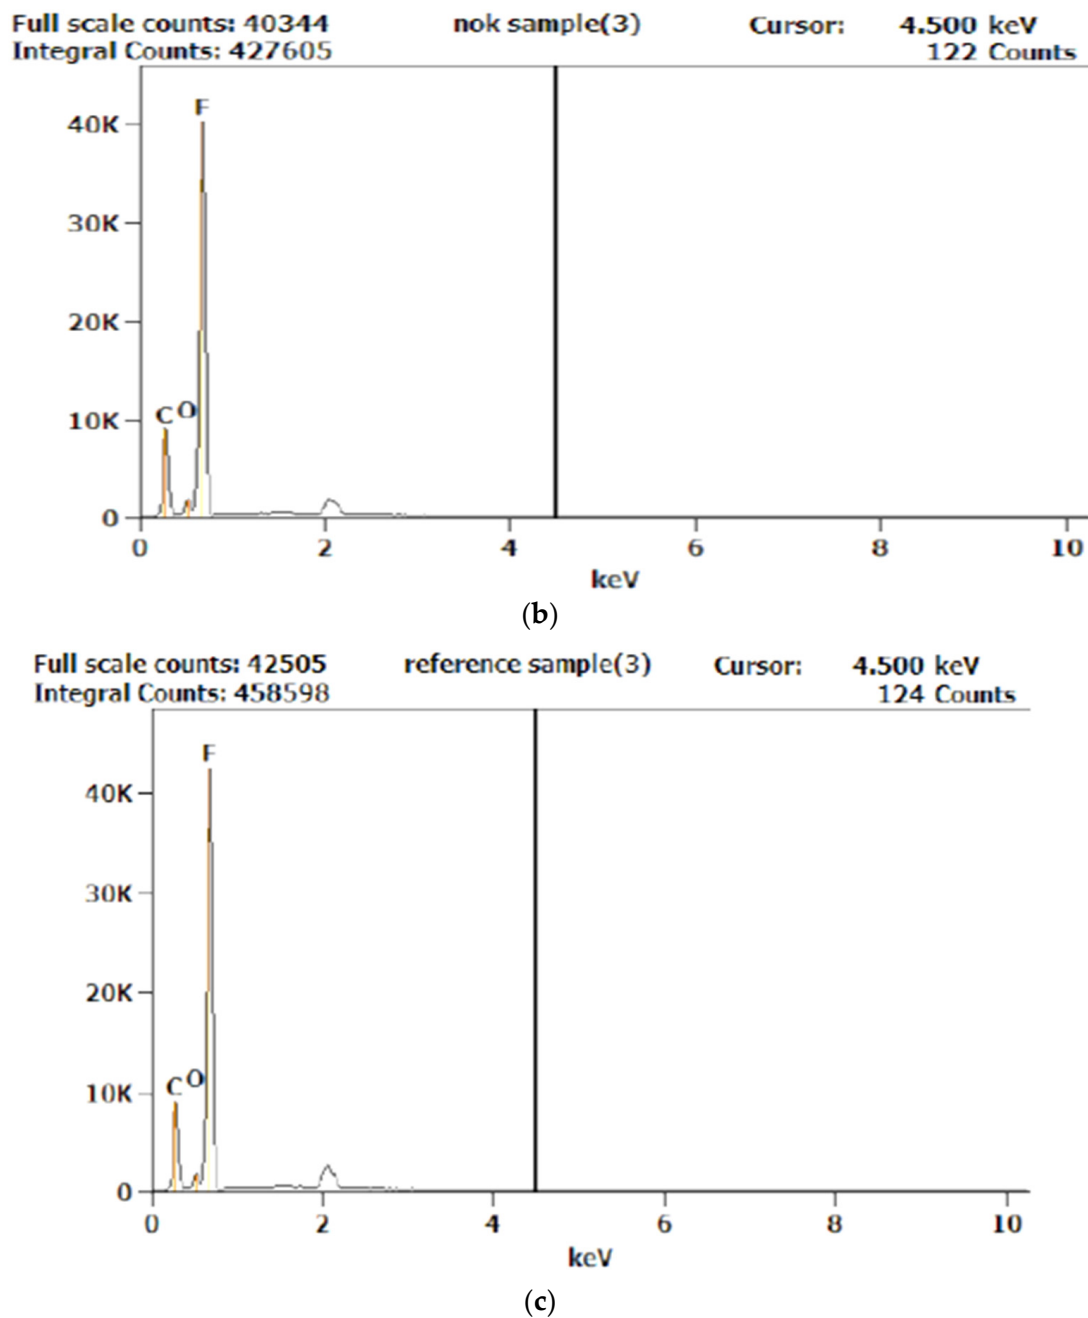 Full scale counts: 40344 nok sample(3) Cursor: 4.500 keV
Integral Counts: 427605 122 Counts
F
40K
30K
20K
C O
10K
0
0 2 4 6 8 10
keV
(b)
Full scale counts: 42505 reference sample(3) Cursor: 4.500 keV
Integral Counts: 458598 124 Counts
F
40K
30K
20K
C O
10K
0
0 2 4 6 8 10
keV
(c)